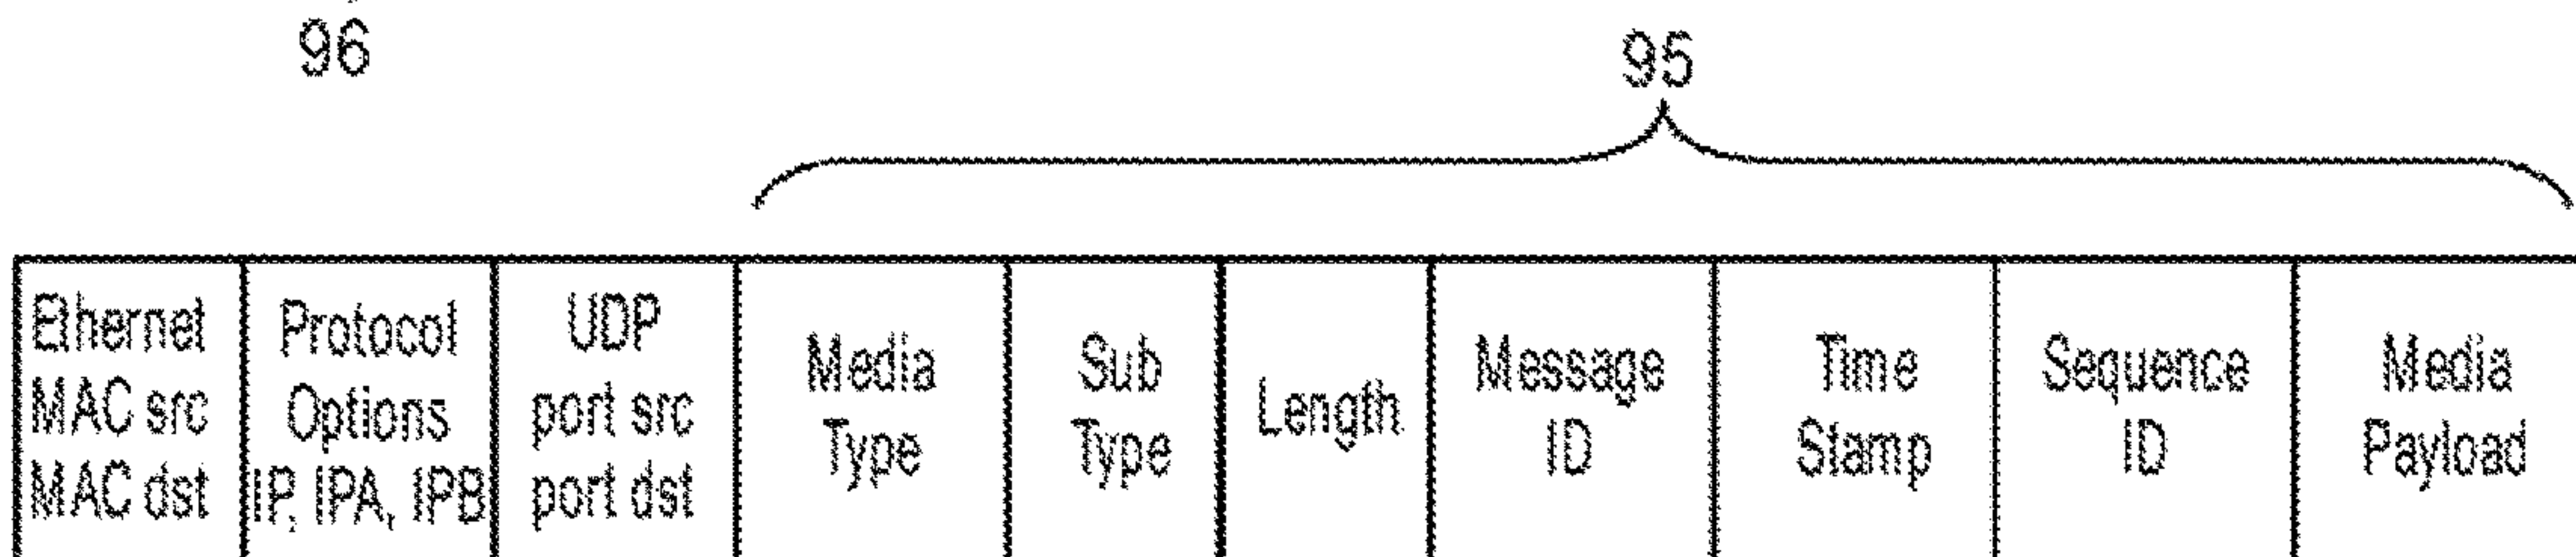 96
95
Ethernet
MAC src
MAC dst
Protocol
Options
IP, IPA, IPB
UDP
port src
port dst
Media
Type
Sub
Type
Length
Message
ID
Time
Stamp
Sequence
ID
Media
Payload